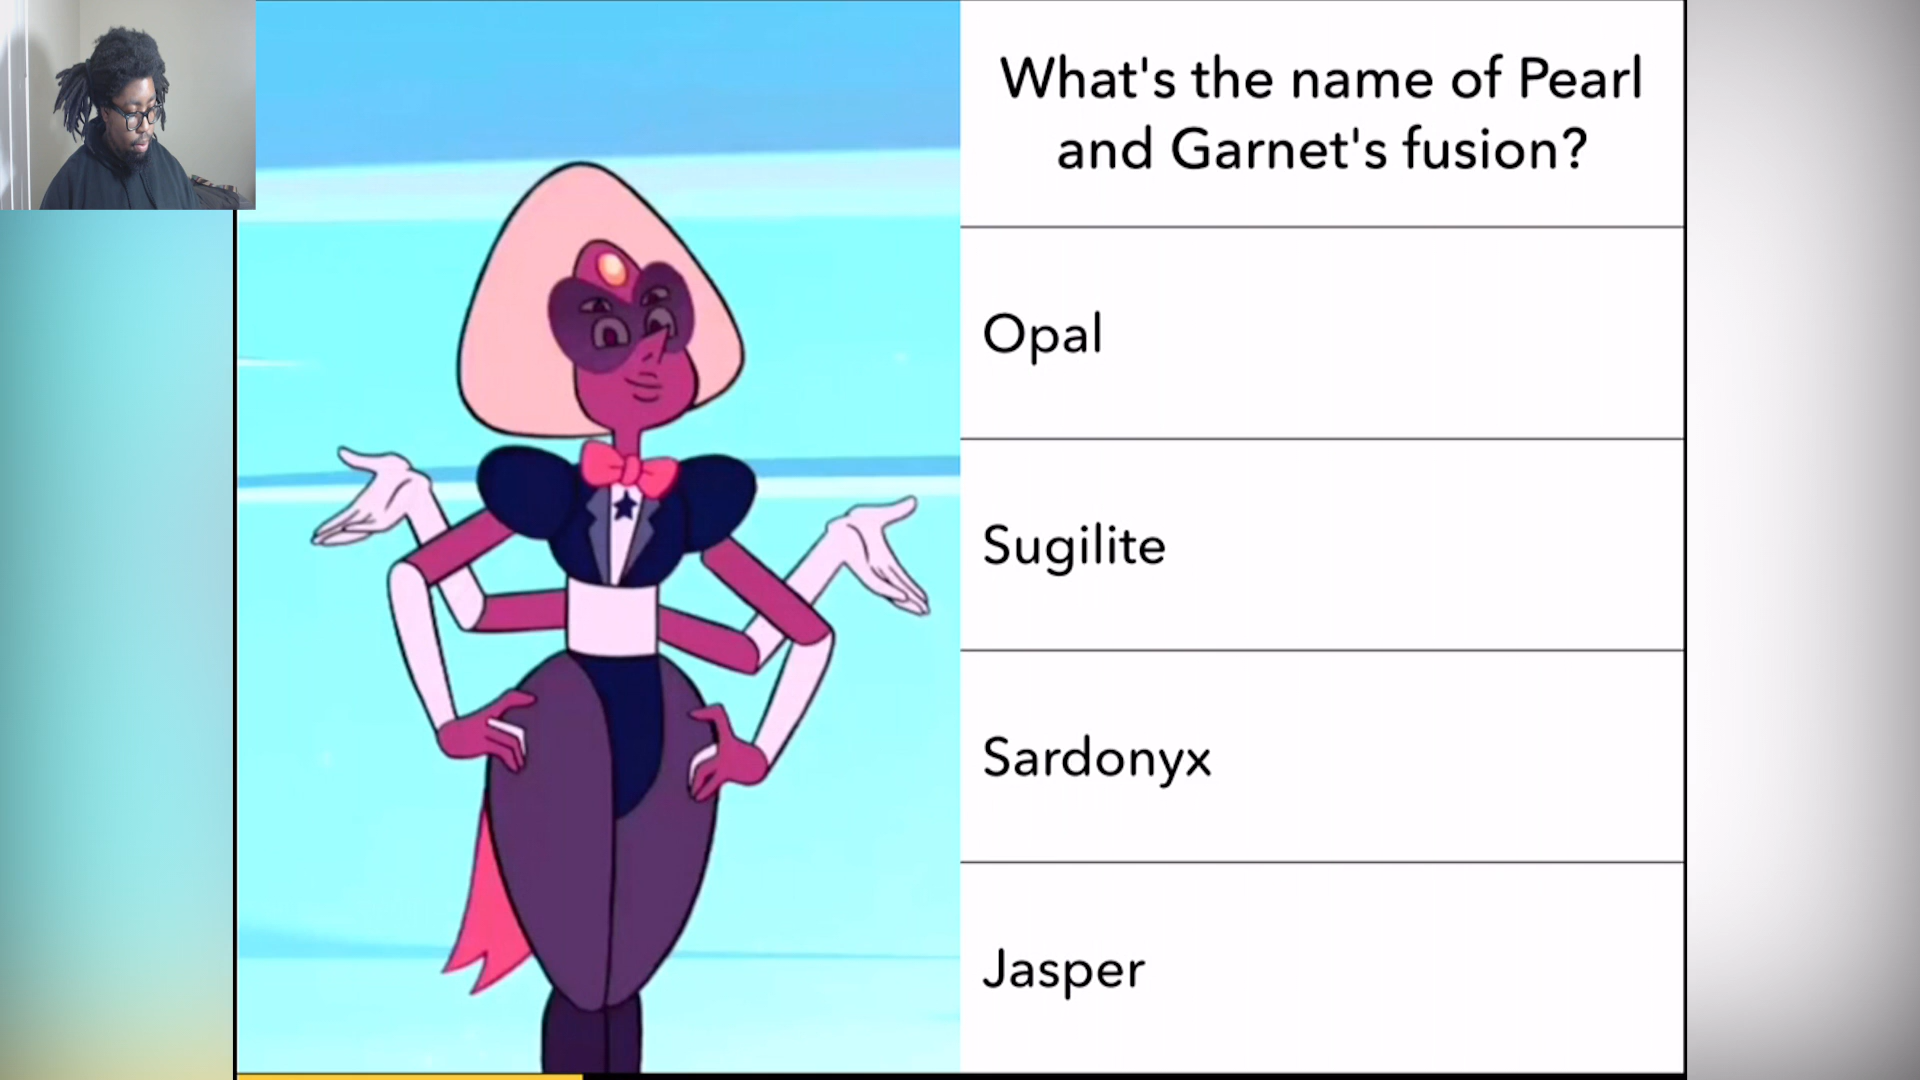 What's the name of Pearl
and Garnet's fusion?
Opal
Sugilite
Sardonyx
Jasper